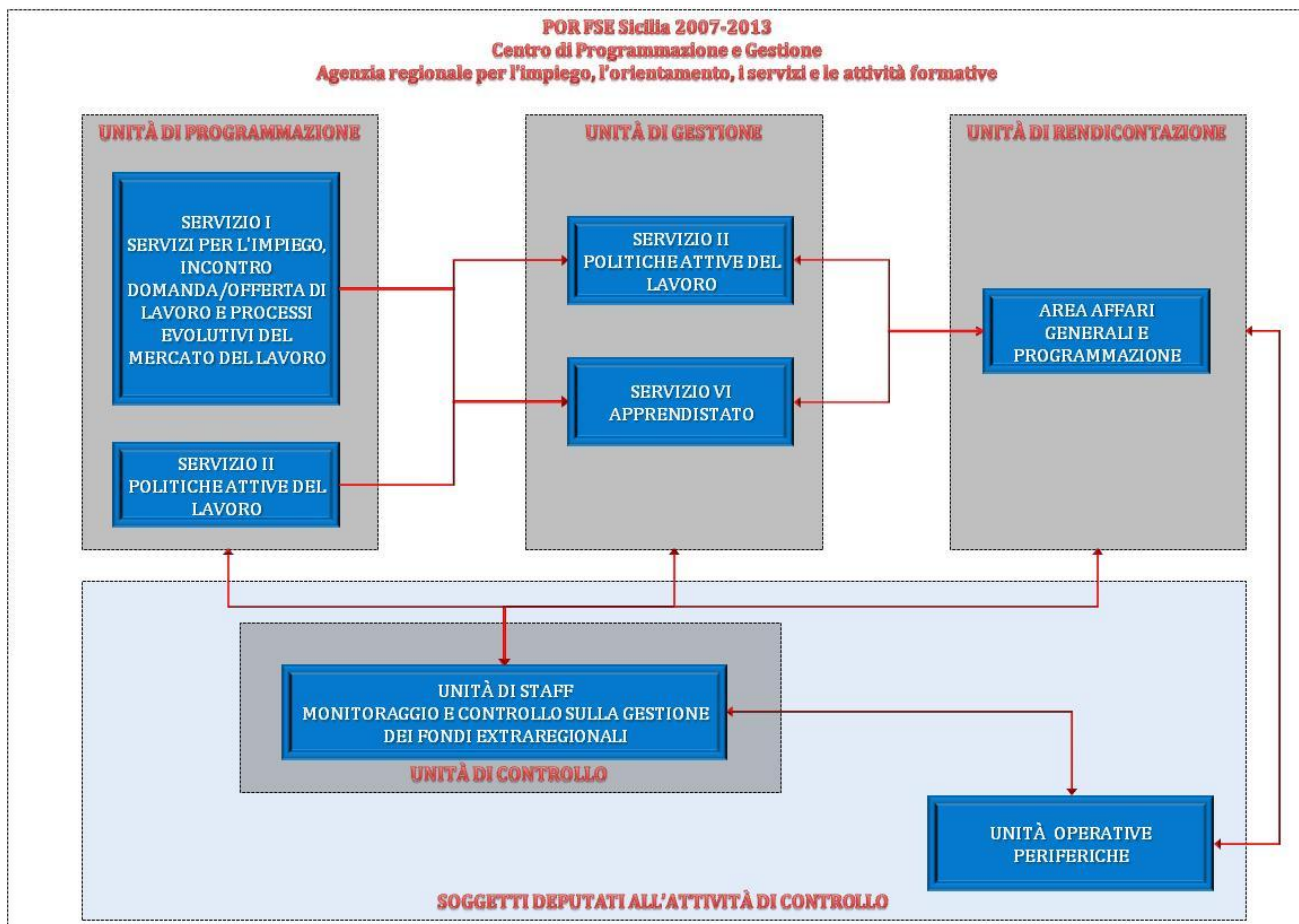 POR FSE Sicilia 2007-2013
Centro di Programmazione e Gestione
Agenzia regionale per l'impiego, l'orientamento, i servizi e le attività formative
UNITÀ DI PROGRAMMAZIONE
SERVIZIO I
SERVIZI PER L'IMPIEGO,
INCONTRO
DOMANDA/OFFERTA DI
LAVORO E PROCESSI
EVOLUTIVI DEL
MERCATO DEL LAVORO
SERVIZIO II
POLITICHE ATTIVE DEL
LAVORO
UNITÀ DI GESTIONE
SERVIZIO II
POLITICHE ATTIVE DEL
LAVORO
SERVIZIO VI
APPRENDISTATO
UNITÀ DI RENDICONTAZIONE
AREA AFFARI
GENERALI E
PROGRAMMAZIONE
UNITÀ DI STAFF
MONITORAGGIO E CONTROLLO SULLA GESTIONE
DEI FONDI EXTRAREGIONALI
UNITÀ DI CONTROLLO
UNITÀ OPERATIVE
PERIFERICHE
SOGGETTI DEPUTATI ALL'ATTIVITÀ DI CONTROLLO